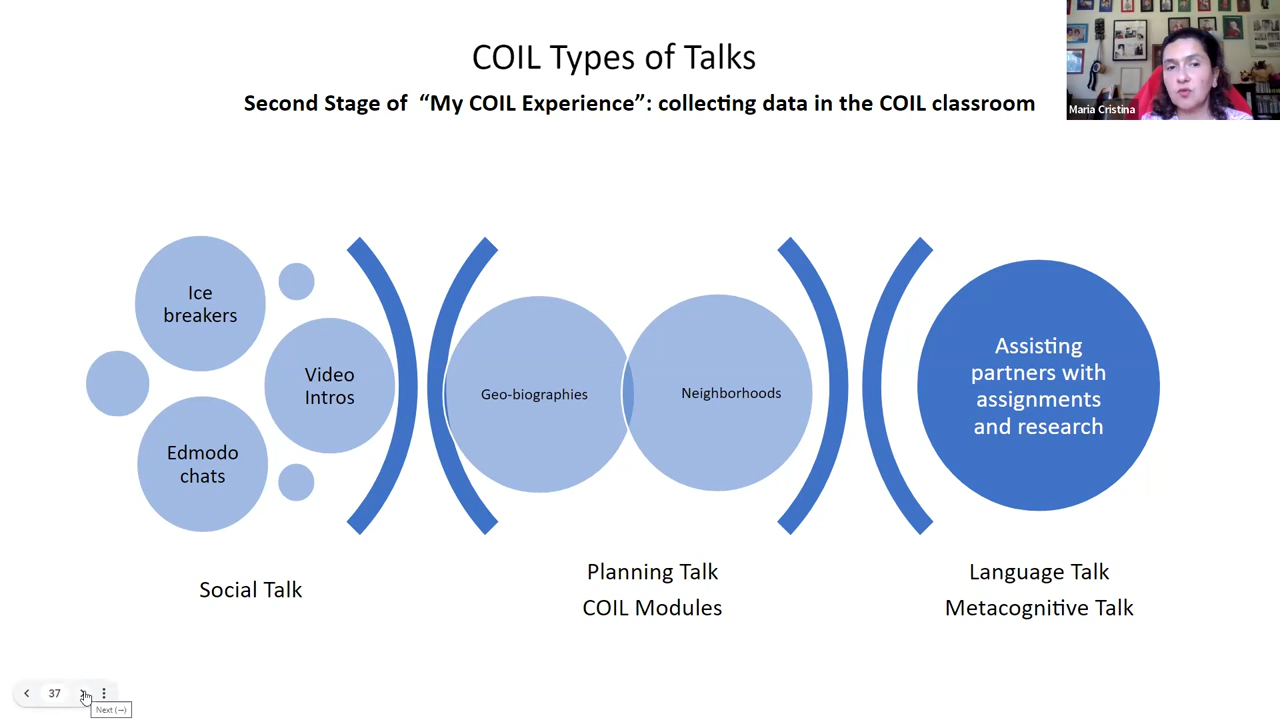 COIL Types of Talks
Second Stage of “My COIL Experience”: collecting data in the COIL classroom
Maria Cristina
Ice
breakers
Video
Intros
Edmodo
chats
Geo-biographies
Neighborhoods
Assisting
partners with
assignments
and research
Social Talk
Planning Talk
COIL Modules
Language Talk
Metacognitive Talk
37
Next (→)